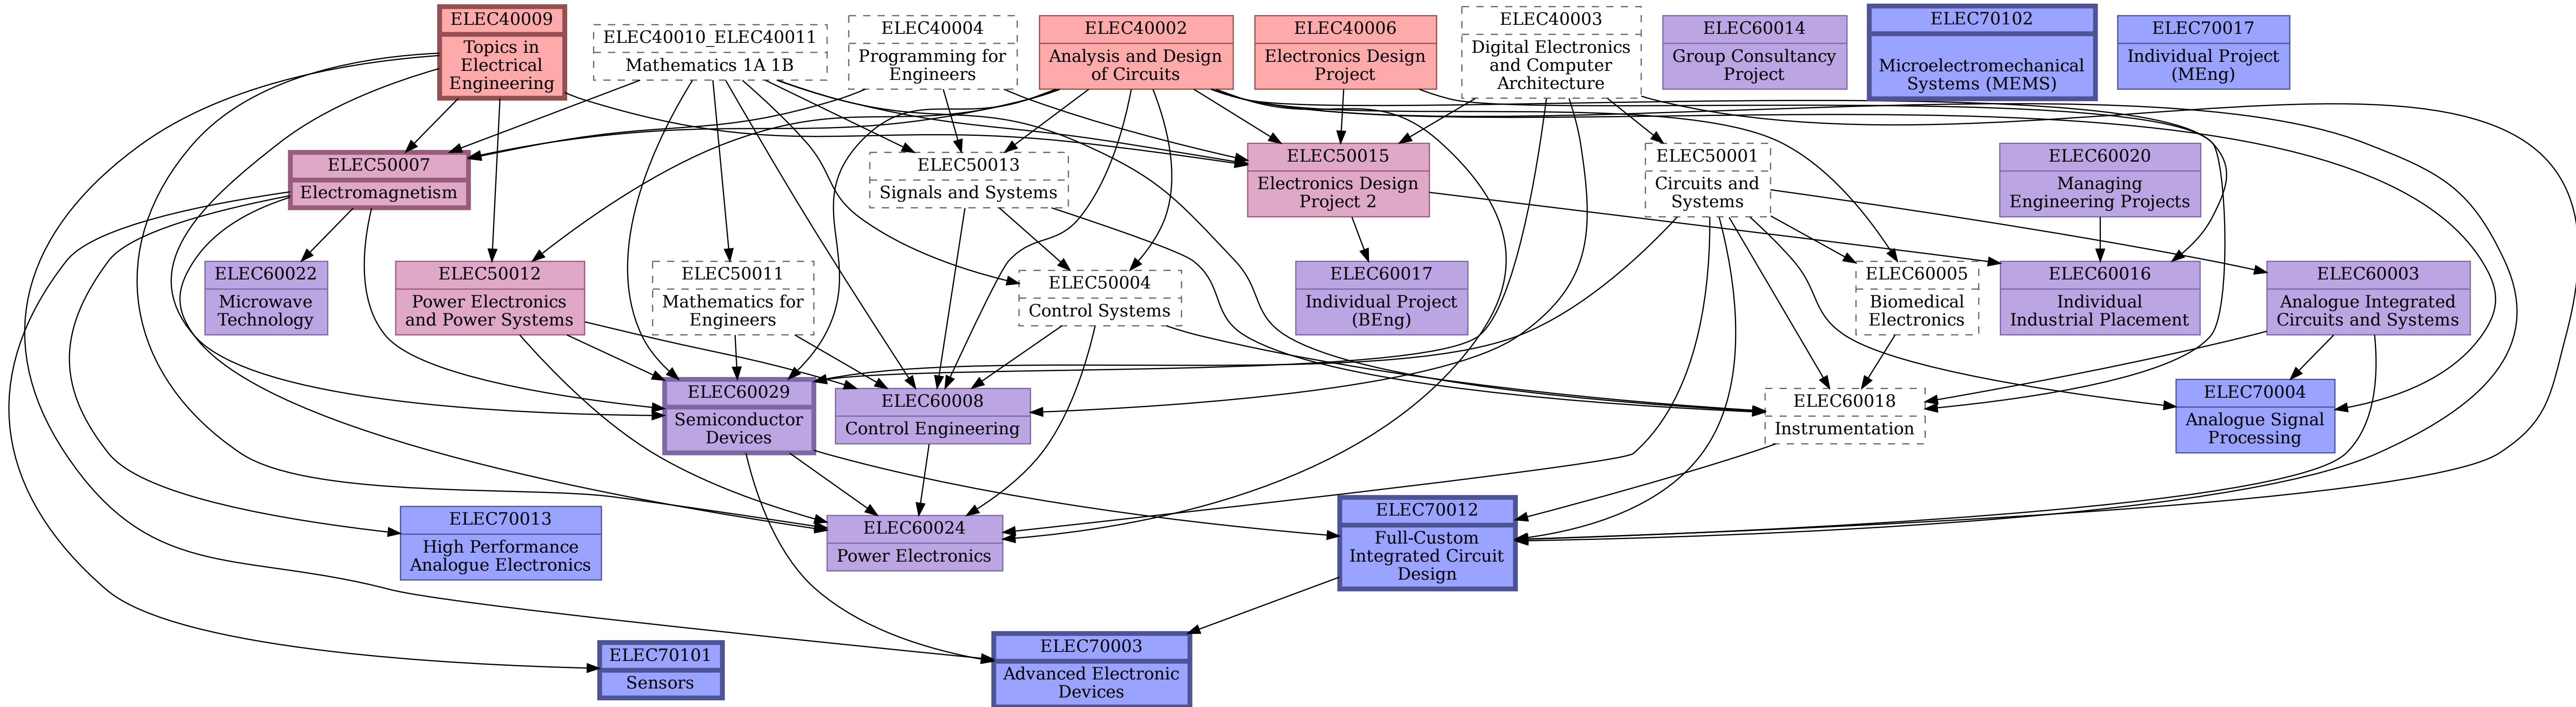 ELEC40009
Topics in
Electrical
Engineering
ELEC40010_ELEC40011
Mathematics 1A 1B
ELEC40004
Programming for
Engineers
ELEC40002
Analysis and Design
of Circuits
ELEC40006
Electronics Design
Project
ELEC40003
Digital Electronics
and Computer
Architecture
ELEC60014
Group Consultancy
Project
ELEC70102
Microelectromechanical
Systems (MEMS)
ELEC70017
Individual Project
(MEng)
ELEC50007
Electromagnetism
ELEC50013
Signals and Systems
ELEC50015
Electronics Design
Project 2
ELEC50001
Circuits and
Systems
ELEC60020
Managing
Engineering Projects
ELEC60022
Microwave
Technology
ELEC50012
Power Electronics
and Power Systems
ELEC50011
Mathematics for
Engineers
ELEC50004
Control Systems
ELEC60017
Individual Project
(BEng)
ELEC60005
Biomedical
Electronics
ELEC60016
Individual
Industrial Placement
ELEC60003
Analogue Integrated
Circuits and Systems
ELEC60029
Semiconductor
Devices
ELEC60008
Control Engineering
ELEC60018
Instrumentation
ELEC70004
Analogue Signal
Processing
ELEC70013
High Performance
Analogue Electronics
ELEC60024
Power Electronics
ELEC70012
Full-Custom
Integrated Circuit
Design
ELEC70101
Sensors
ELEC70003
Advanced Electronic
Devices